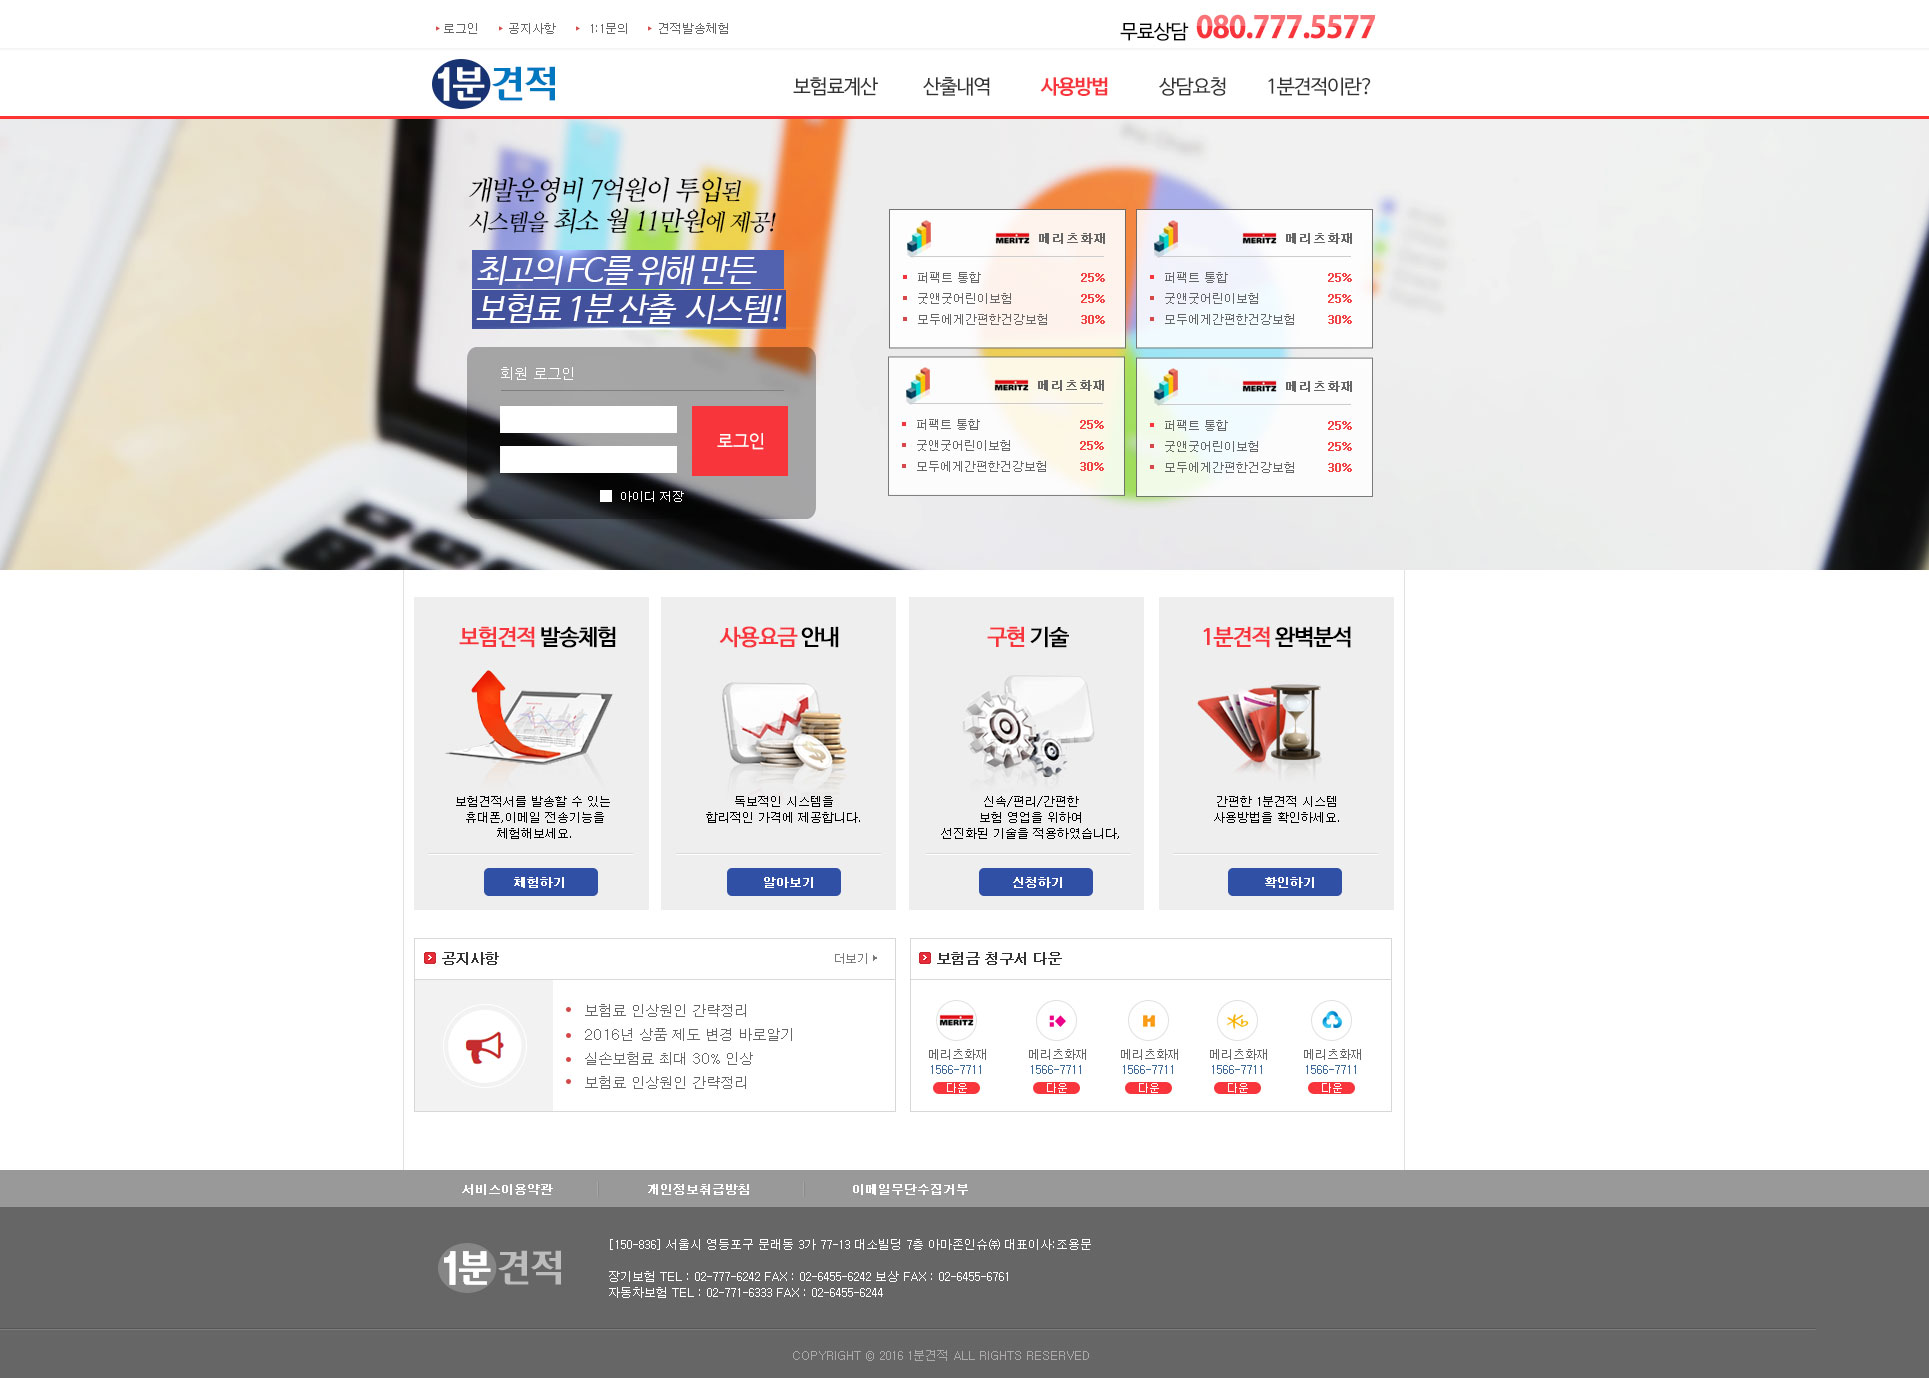 로그인
공지사항
1:1문의
견적발송체험
무료상담 080.777.5577
1분견적
보험료계산
산출내역
사용방법
상담요청
1분견적이란?
개발운영비 7억원이 투입된
시스템을 최소 월 11만원에 제공!
최고의 FC를 위해 만든
보험료 1분 산출 시스템!
회원 로그인
로그인
아이디 저장
MERITZ 메리츠화재
퍼팩트 통합 25%
굿앤굿어린이보험 25%
모두에게간편한건강보험 30%
MERITZ 메리츠화재
퍼팩트 통합 25%
굿앤굿어린이보험 25%
모두에게간편한건강보험 30%
MERITZ 메리츠화재
퍼팩트 통합 25%
굿앤굿어린이보험 25%
모두에게간편한건강보험 30%
MERITZ 메리츠화재
퍼팩트 통합 25%
굿앤굿어린이보험 25%
모두에게간편한건강보험 30%
보험견적 발송체험
보험견적서를 발송할 수 있는
휴대폰,이메일 전송기능을
체험해보세요.
체험하기
사용요금 안내
독보적인 시스템을
합리적인 가격에 제공합니다.
알아보기
구현 기술
신속/편리/간편한
보험 영업을 위하여
선진화된 기술을 적용하였습니다,
신청하기
1분견적 완벽분석
간편한 1분견적 시스템
사용방법을 확인하세요.
확인하기
공지사항
더보기
보험료 인상원인 간략정리
2016년 상품 제도 변경 바로알기
실손보험료 최대 30% 인상
보험료 인상원인 간략정리
보험금 청구서 다운
MERITZ
메리츠화재
1566-7711
다운
메리츠화재
1566-7711
다운
메리츠화재
1566-7711
다운
메리츠화재
1566-7711
다운
메리츠화재
1566-7711
다운
서비스이용약관
개인정보취급방침
이메일무단수집거부
1분견적
[150-836] 서울시 영등포구 문래동 3가 77-13 대소빌딩 7층 아마존인슈㈜ 대표이사:조용문
장기보험 TEL : 02-777-6242 FAX : 02-6455-6242 보상 FAX : 02-6455-6761
자동차보험 TEL : 02-771-6333 FAX : 02-6455-6244
COPYRIGHT © 2016 1분견적 ALL RIGHTS RESERVED